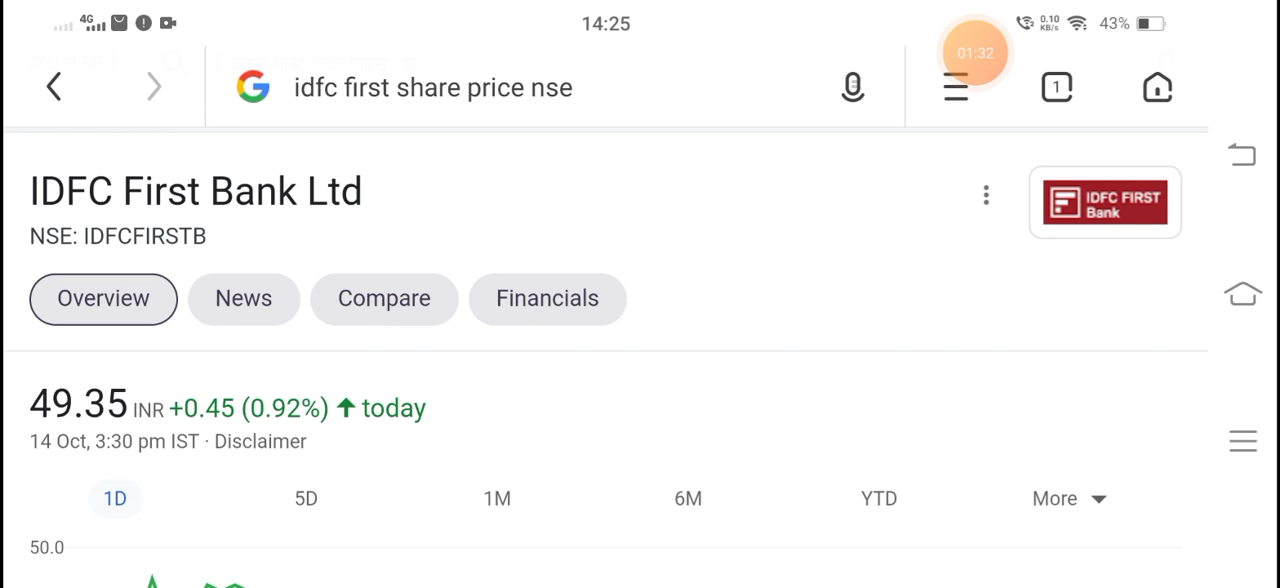 4G 14:25 0.10 KB/s 43%
01:32
idfc first share price nse 1
IDFC First Bank Ltd
IDFC FIRST
Bank
NSE: IDFCFIRSTB
Overview News Compare Financials
49.35 INR +0.45 (0.92%) ↑ today
14 Oct, 3:30 pm IST · Disclaimer
1D 5D 1M 6M YTD More
50.0